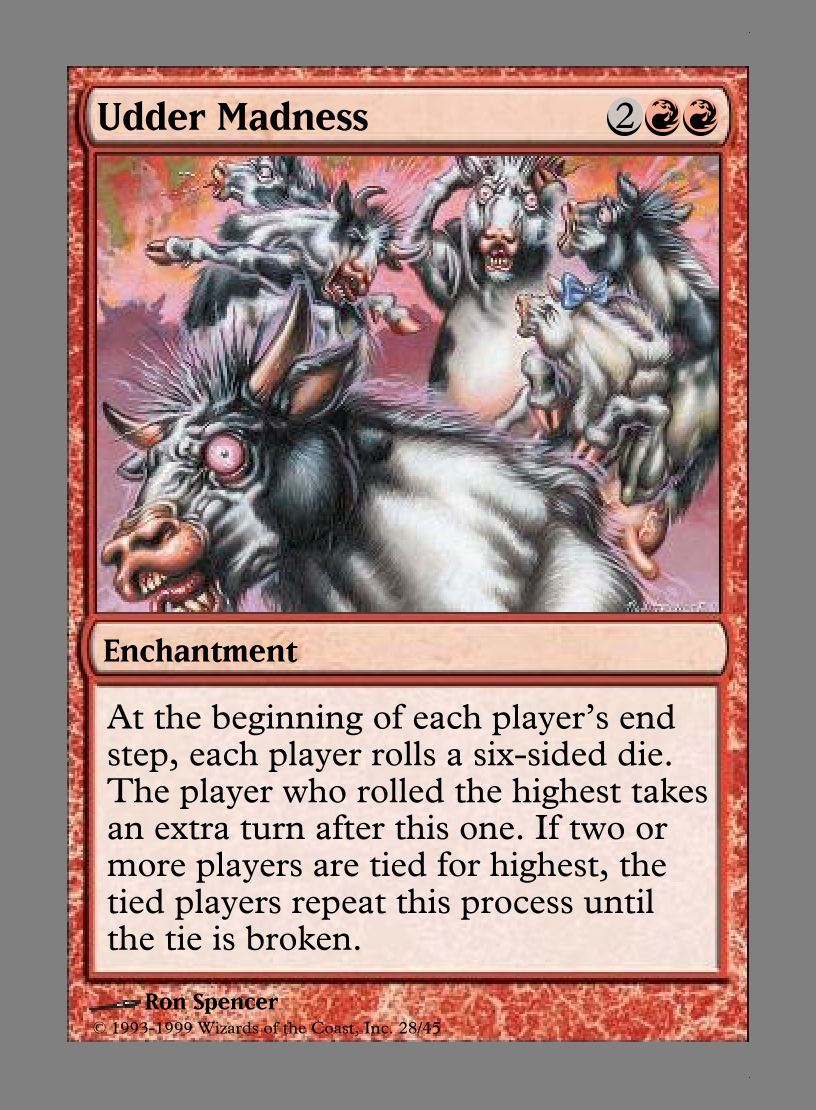 Udder Madness 2
Enchantment
At the beginning of each player's end
step, each player rolls a six-sided die.
The player who rolled the highest takes
an extra turn after this one. If two or
more players are tied for highest, the
tied players repeat this process until
the tie is broken.
Ron Spencer
© 1993-1999 Wizards of the Coast, Inc. 28/45